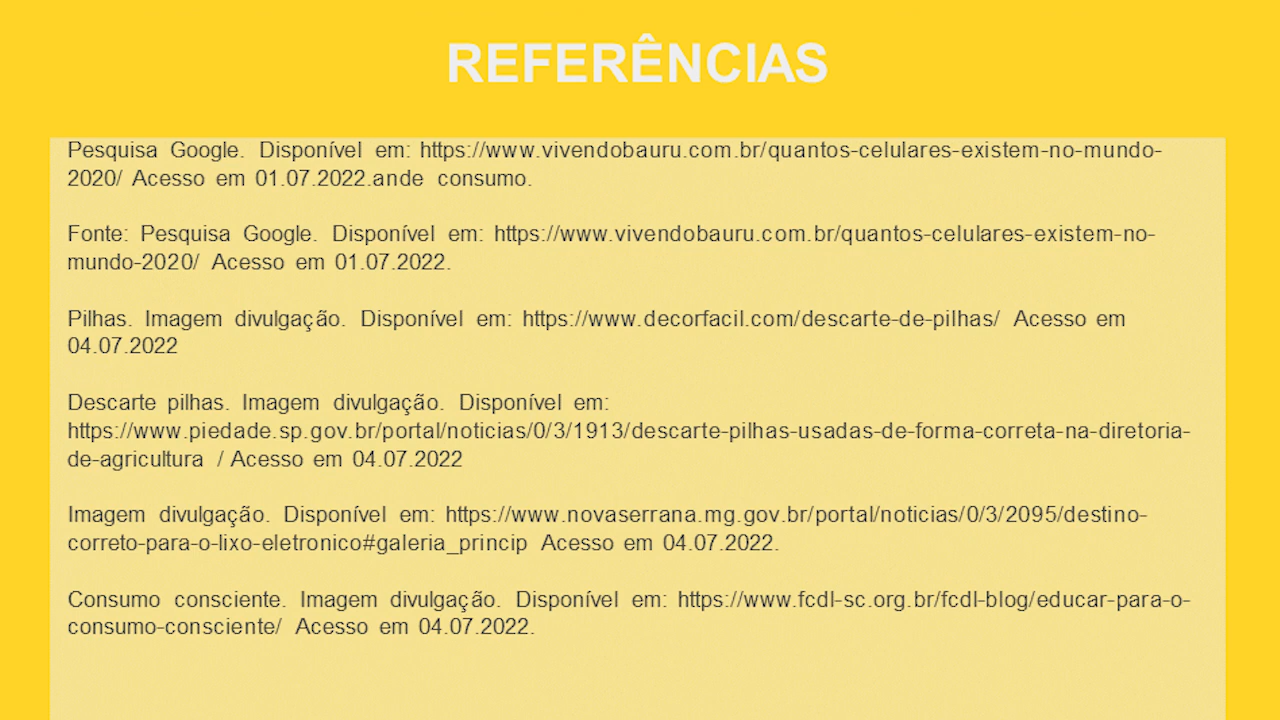 REFERÊNCIAS
Pesquisa Google. Disponível em: https://www.vivendobauru.com.br/quantos-celulares-existem-no-mundo-
2020/ Acesso em 01.07.2022.ande consumo.
Fonte: Pesquisa Google. Disponível em: https://www.vivendobauru.com.br/quantos-celulares-existem-no-
mundo-2020/ Acesso em 01.07.2022.
Pilhas. Imagem divulgação. Disponível em: https://www.decorfacil.com/descarte-de-pilhas/ Acesso em
04.07.2022
Descarte pilhas. Imagem divulgação. Disponível em:
https://www.piedade.sp.gov.br/portal/noticias/0/3/1913/descarte-pilhas-usadas-de-forma-correta-na-diretoria-
de-agricultura / Acesso em 04.07.2022
Imagem divulgação. Disponível em: https://www.novaserrana.mg.gov.br/portal/noticias/0/3/2095/destino-
correto-para-o-lixo-eletronico#galeria_princip Acesso em 04.07.2022.
Consumo consciente. Imagem divulgação. Disponível em: https://www.fcdl-sc.org.br/fcdl-blog/educar-para-o-
consumo-consciente/ Acesso em 04.07.2022.